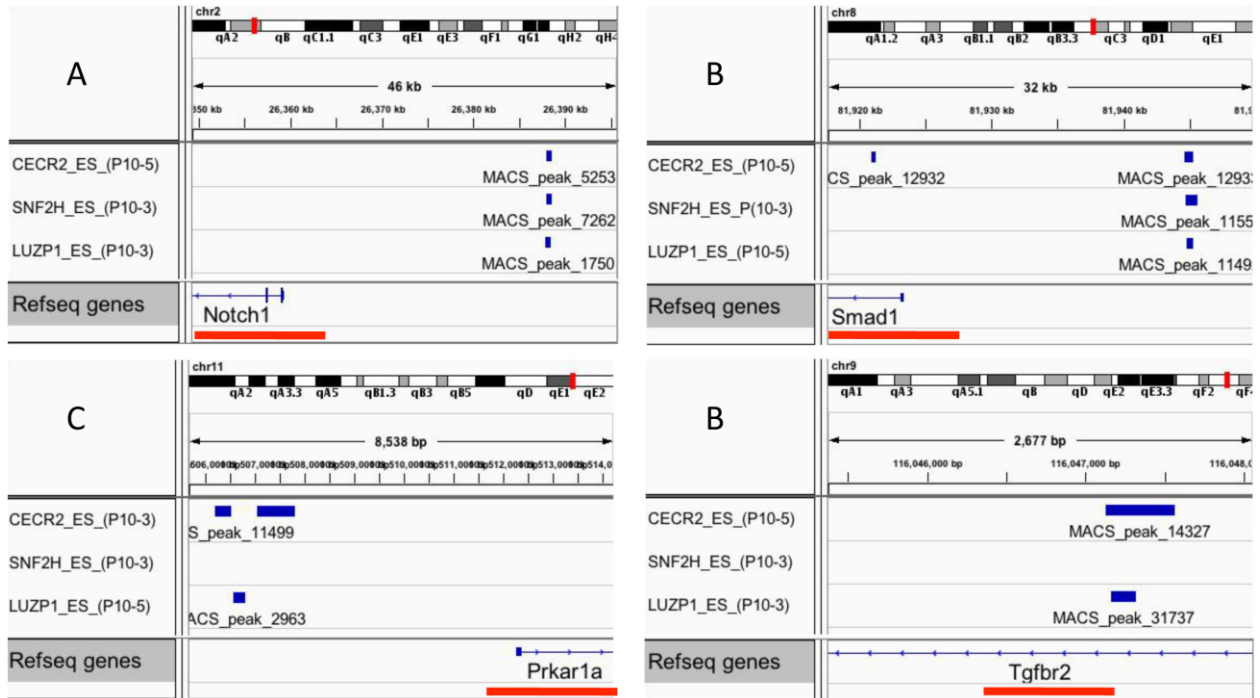 chr2
qA2 qB qC1.1 qC3 qE1 qE3 qF1 qG1 qH2 qH4
A
46 kb
350 kb 26,360 kb 26,370 kb 26,380 kb 26,390 kb
CECR2_ES_(P10-5)
MACS_peak_5253
SNF2H_ES_(P10-3)
MACS_peak_7262
LUZP1_ES_(P10-3)
MACS_peak_1750
Refseq genes
Notch1
chr8
qA1.2 qA3 qB1.1 qB2 qB3.3 qC3 qD1 qE1
B
32 kb
81,920 kb 81,930 kb 81,940 kb 81,9
CECR2_ES_(P10-5)
CS_peak_12932 MACS_peak_1293
SNF2H_ES_P(10-3)
MACS_peak_1155
LUZP1_ES_(P10-5)
MACS_peak_1149
Refseq genes
Smad1
chr11
qA2 qA3.3 qA5 qB1.3 qB3 qB5 qD qE1 qE2
C
8,538 bp
CECR2_ES_(P10-3)
S_peak_11499
SNF2H_ES_(P10-3)
LUZP1_ES_(P10-5)
ACS_peak_2963
Refseq genes
Prkar1a
chr9
qA1 qA3 qA5.1 qB qD qE2 qE3.3 qF2 qF
B
2,677 bp
116,046,000 bp 116,047,000 bp 116,048,
CECR2_ES_(P10-5)
MACS_peak_14327
SNF2H_ES_(P10-3)
LUZP1_ES_(P10-3)
MACS_peak_31737
Refseq genes
Tgfbr2